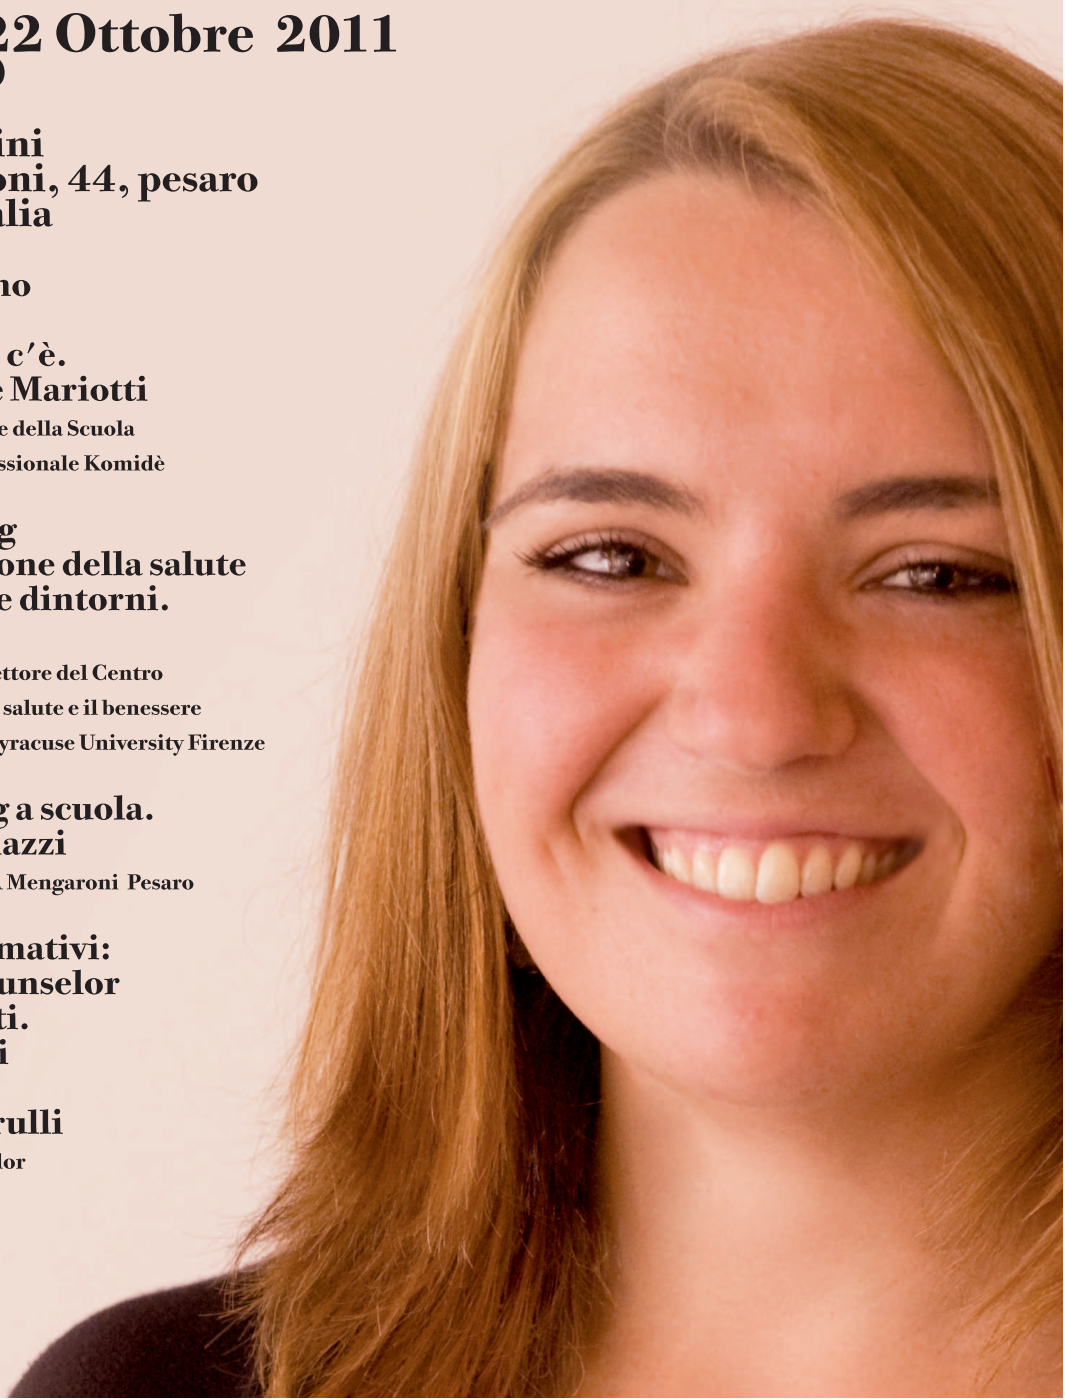 22 Ottobre 2011
ini
oni, 44, pesaro
alia
no
c'è.
e Mariotti
e della Scuola
ssionale Komidè
g
one della salute
e dintorni.
ettore del Centro
salute e il benessere
yracuse University Firenze
g a scuola.
azzi
Mengaroni Pesaro
mativi:
unselor
ti.
i
rulli
lor